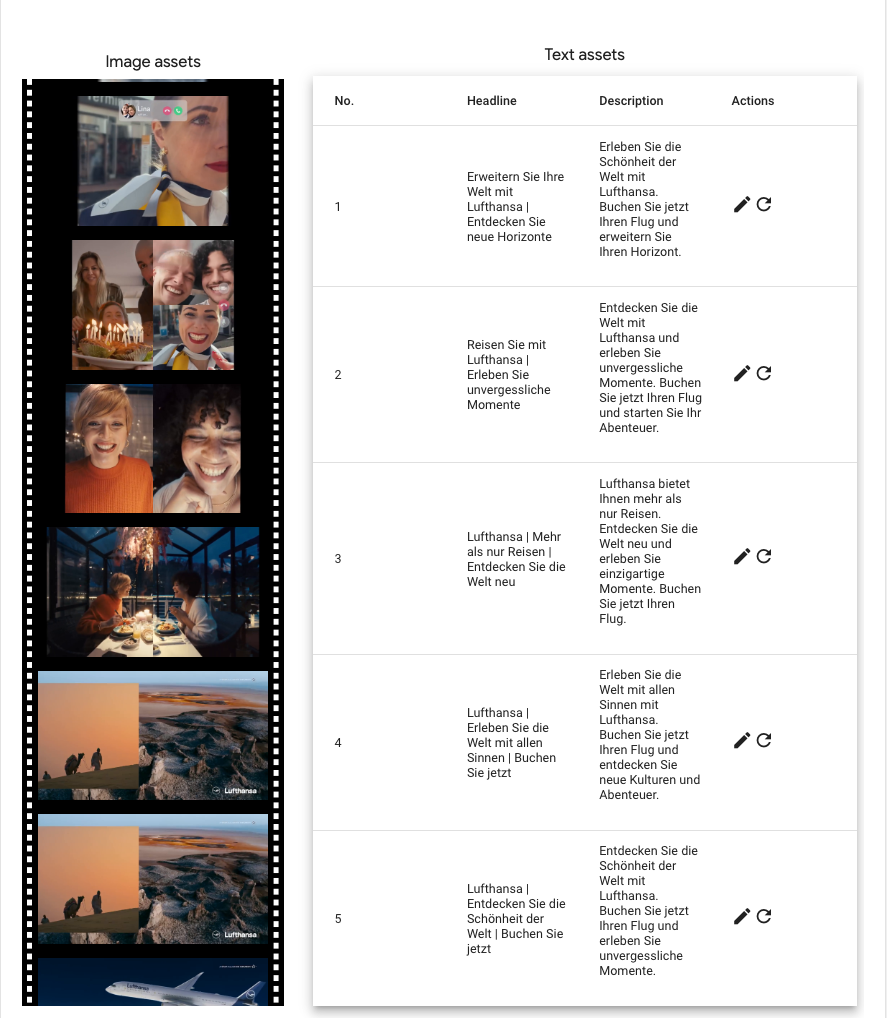 Image assets
Text assets
Lina
Lufthansa
Lufthansa
Lufthansa
No.
Headline
Description
Actions
1
Erweitern Sie Ihre
Welt mit
Lufthansa |
Entdecken Sie
neue Horizonte
Erleben Sie die
Schönheit der
Welt mit
Lufthansa.
Buchen Sie jetzt
Ihren Flug und
erweitern Sie
Ihren Horizont.
2
Reisen Sie mit
Lufthansa |
Erleben Sie
unvergessliche
Momente
Entdecken Sie die
Welt mit
Lufthansa und
erleben Sie
unvergessliche
Momente. Buchen
Sie jetzt Ihren Flug
und starten Sie Ihr
Abenteuer.
3
Lufthansa | Mehr
als nur Reisen |
Entdecken Sie die
Welt neu
Lufthansa bietet
Ihnen mehr als
nur Reisen.
Entdecken Sie die
Welt neu und
erleben Sie
einzigartige
Momente. Buchen
Sie jetzt Ihren
Flug.
4
Lufthansa |
Erleben Sie die
Welt mit allen
Sinnen | Buchen
Sie jetzt
Erleben Sie die
Welt mit allen
Sinnen mit
Lufthansa.
Buchen Sie jetzt
Ihren Flug und
entdecken Sie
neue Kulturen und
Abenteuer.
5
Lufthansa |
Entdecken Sie die
Schönheit der
Welt | Buchen Sie
jetzt
Entdecken Sie die
Schönheit der
Welt mit
Lufthansa.
Buchen Sie jetzt
Ihren Flug und
erleben Sie
unvergessliche
Momente.